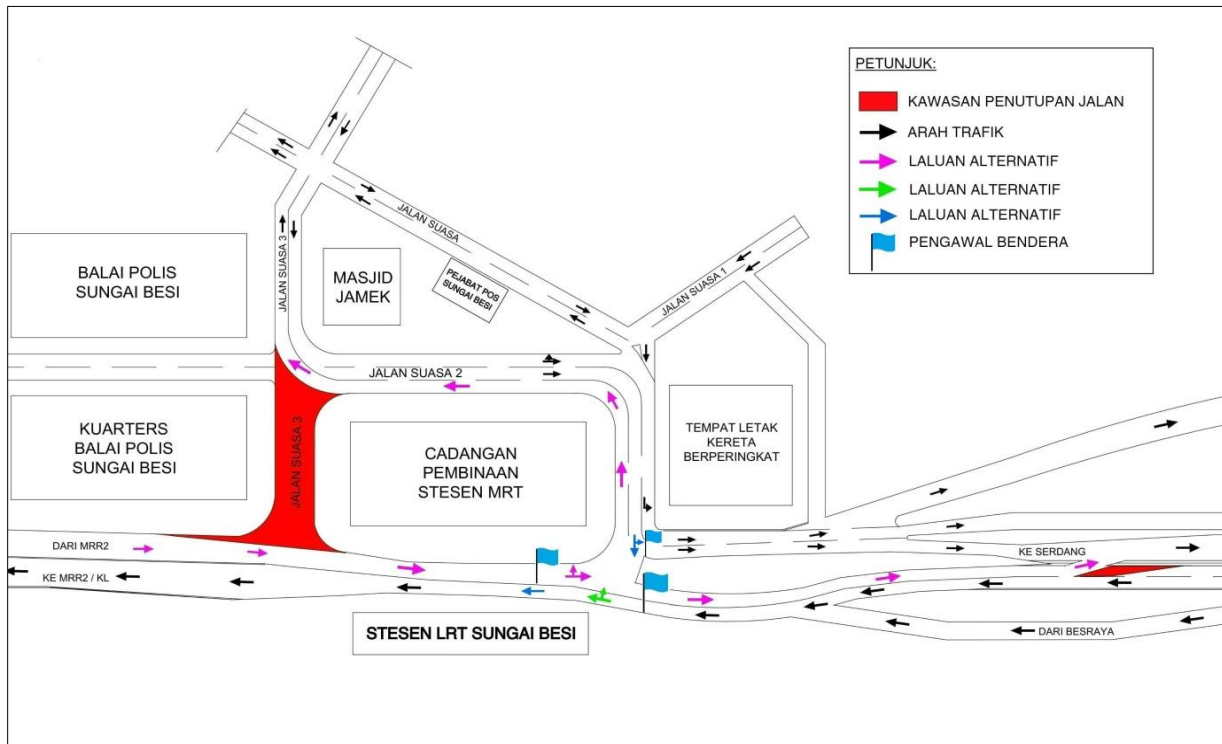 PETUNJUK:
KAWASAN PENUTUPAN JALAN
ARAH TRAFIK
LALUAN ALTERNATIF
LALUAN ALTERNATIF
LALUAN ALTERNATIF
PENGAWAL BENDERA
JALAN SUASA
JALAN SUASA 3
BALAI POLIS
SUNGAI BESI
MASJID
JAMEK
PEJABAT POS
SUNGAI BESI
JALAN SUASA 1
JALAN SUASA 2
KUARTERS
BALAI POLIS
SUNGAI BESI
JALAN SUASA 3
CADANGAN
PEMBINAAN
STESEN MRT
TEMPAT LETAK
KERETA
BERPERINGKAT
DARI MRR2
KE SERDANG
KE MRR2 / KL
STESEN LRT SUNGAI BESI
DARI BESRAYA